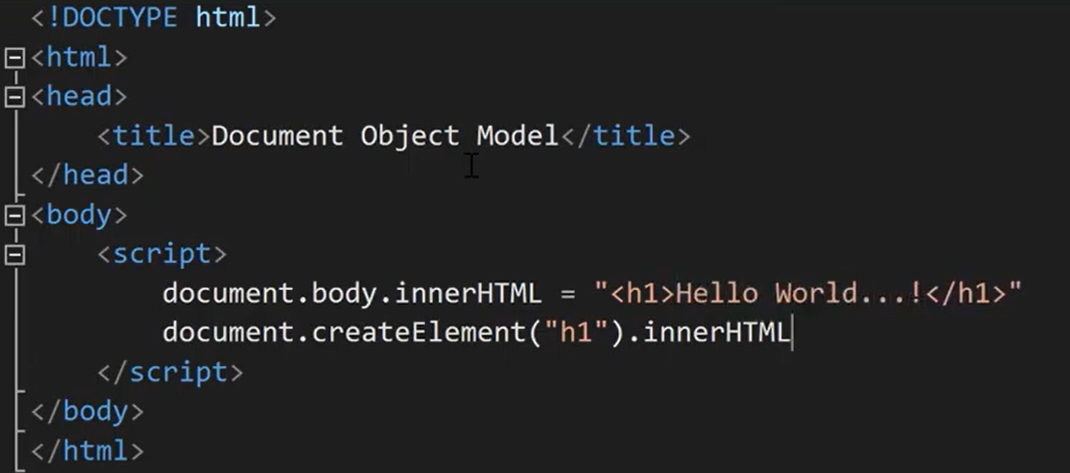 <!DOCTYPE html>
<html>
<head>
    <title>Document Object Model</title>
</head>
<body>
    <script>
        document.body.innerHTML = "<h1>Hello World...!</h1>"
        document.createElement("h1").innerHTML
    </script>
</body>
</html>